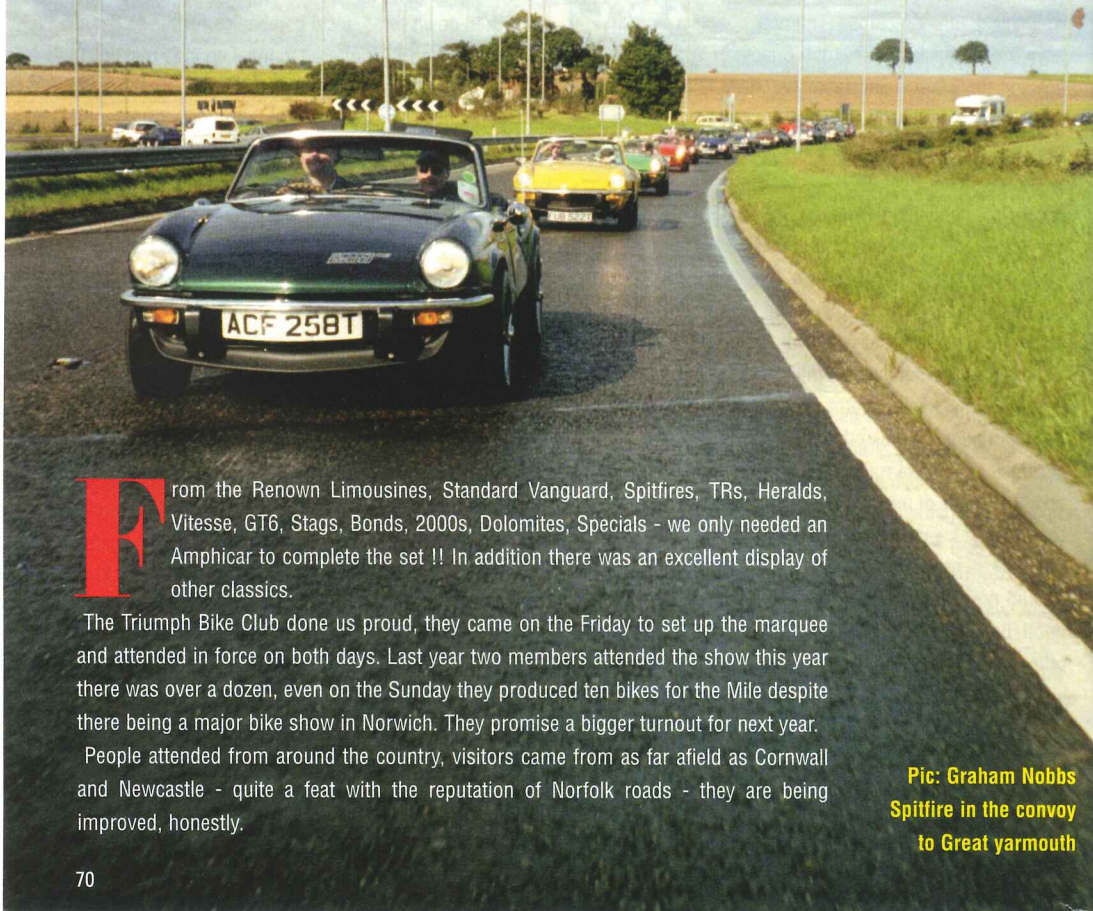 ACF 258T
From the Renown Limousines, Standard Vanguard, Spitfires, TRs, Heralds,
Vitesse, GT6, Stags, Bonds, 2000s, Dolomites, Specials - we only needed an
Amphicar to complete the set !! In addition there was an excellent display of
other classics.
The Triumph Bike Club done us proud, they came on the Friday to set up the marquee
and attended in force on both days. Last year two members attended the show this year
there was over a dozen, even on the Sunday they produced ten bikes for the Mile despite
there being a major bike show in Norwich. They promise a bigger turnout for next year.
People attended from around the country, visitors came from as far afield as Cornwall
and Newcastle - quite a feat with the reputation of Norfolk roads - they are being
improved, honestly.
Pic: Graham Nobbs
Spitfire in the convoy
to Great yarmouth
70